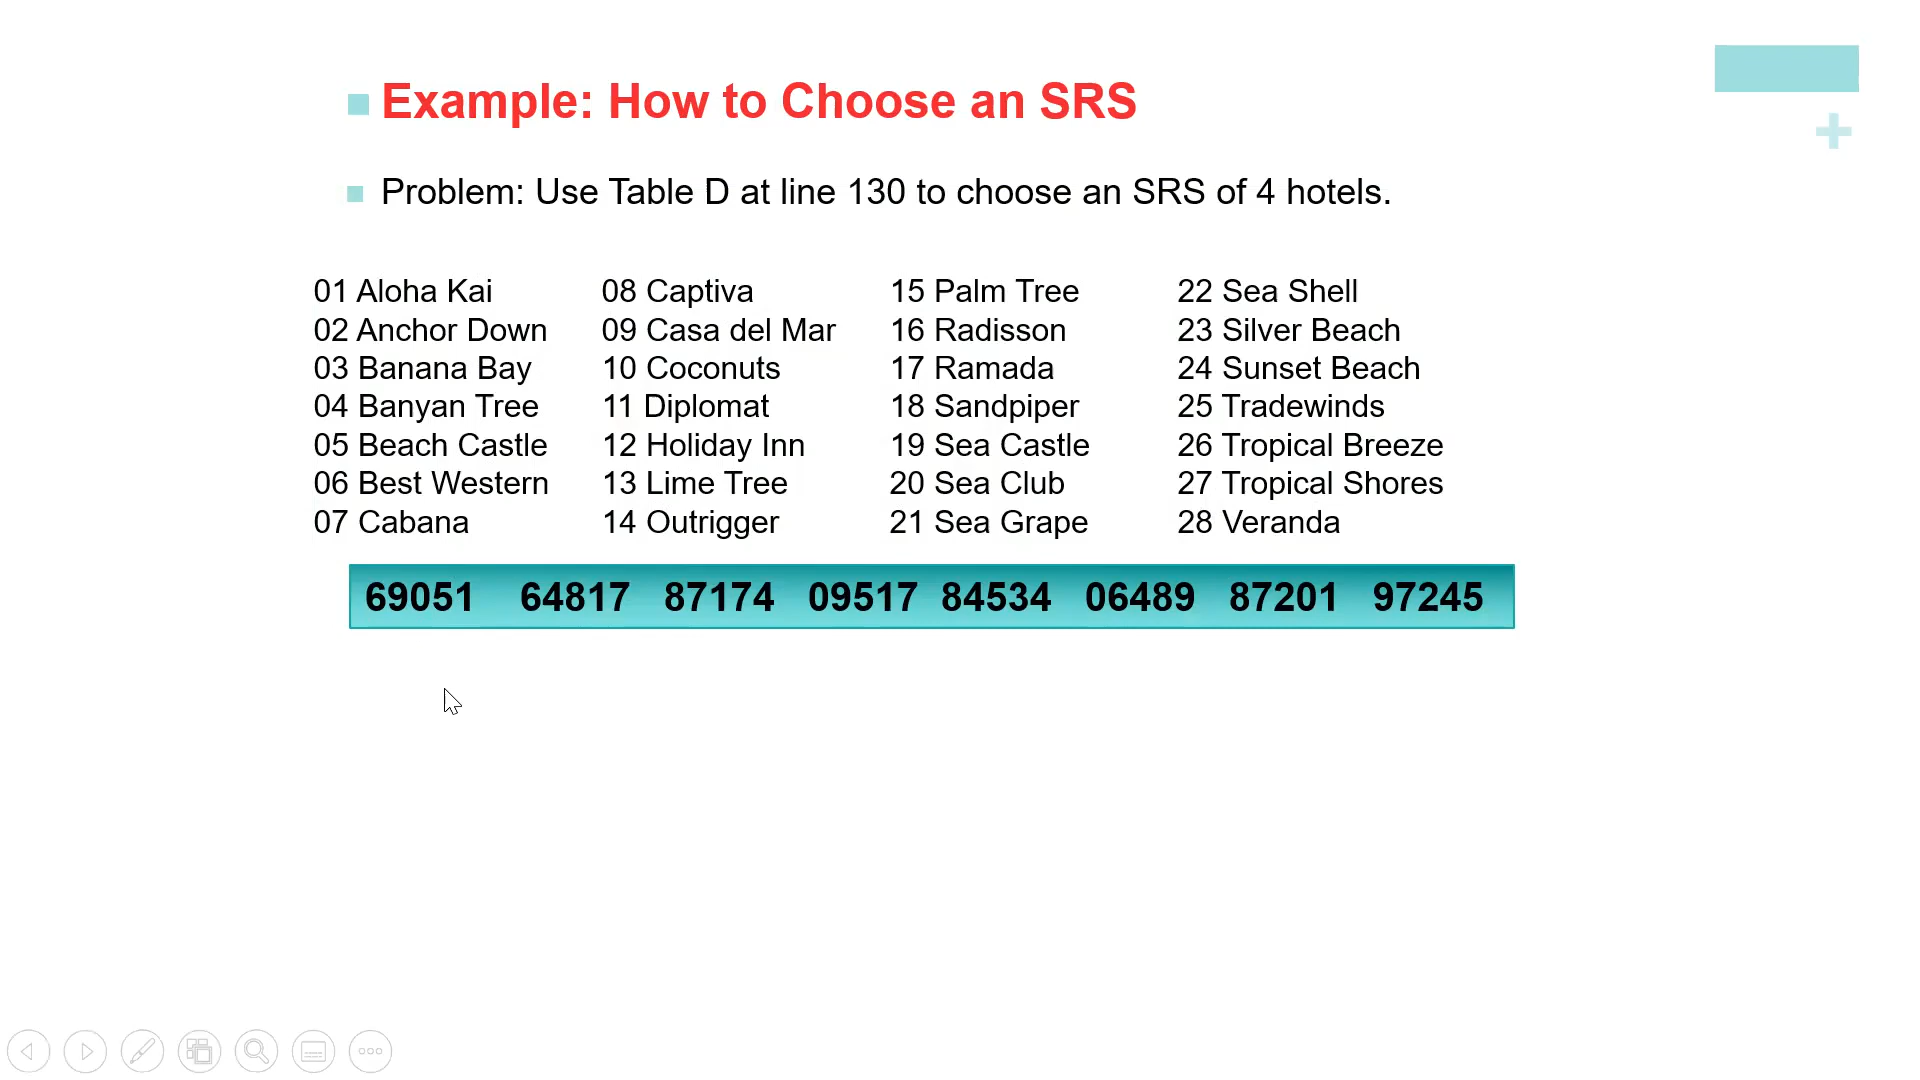 Example: How to Choose an SRS
Problem: Use Table D at line 130 to choose an SRS of 4 hotels.
01 Aloha Kai
02 Anchor Down
03 Banana Bay
04 Banyan Tree
05 Beach Castle
06 Best Western
07 Cabana
08 Captiva
09 Casa del Mar
10 Coconuts
11 Diplomat
12 Holiday Inn
13 Lime Tree
14 Outrigger
15 Palm Tree
16 Radisson
17 Ramada
18 Sandpiper
19 Sea Castle
20 Sea Club
21 Sea Grape
22 Sea Shell
23 Silver Beach
24 Sunset Beach
25 Tradewinds
26 Tropical Breeze
27 Tropical Shores
28 Veranda
69051 64817 87174 09517 84534 06489 87201 97245